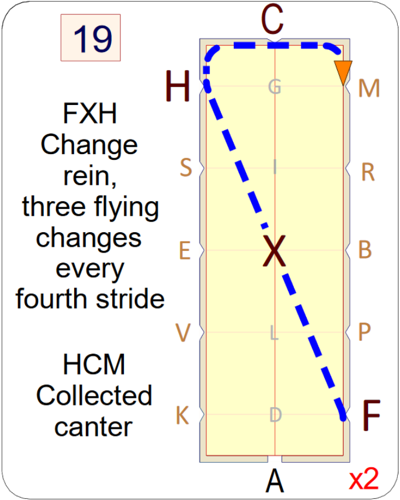 19
C
H
G
M
FXH
Change
rein,
three flying
changes
every
fourth stride
S
I
R
E
X
B
V
L
P
HCM
Collected
canter
K
D
F
A
x2